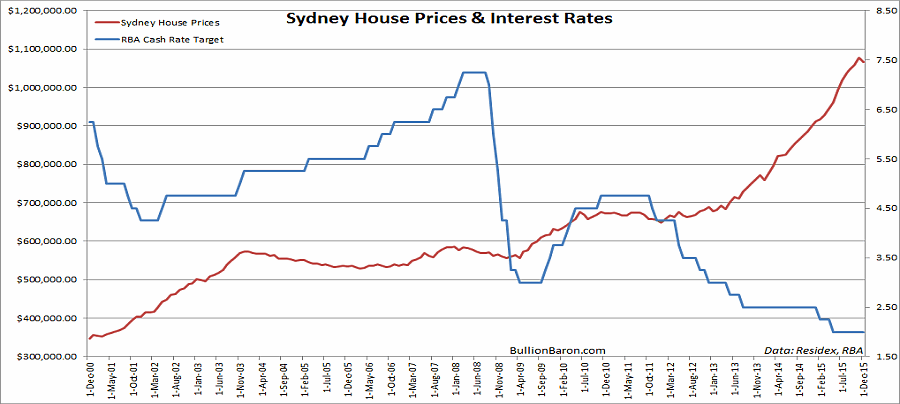 Sydney House Prices & Interest Rates
Sydney House Prices
RBA Cash Rate Target
$1,200,000.00
$1,100,000.00
$1,000,000.00
$900,000.00
$800,000.00
$700,000.00
$600,000.00
$500,000.00
$400,000.00
$300,000.00
8.50
7.50
6.50
5.50
4.50
3.50
2.50
1.50
BullionBaron.com
Data: Residex, RBA
1-Dec-00
1-May-01
1-Oct-01
1-Mar-02
1-Aug-02
1-Jan-03
1-Jun-03
1-Nov-03
1-Apr-04
1-Sep-04
1-Feb-05
1-Jul-05
1-Dec-05
1-May-06
1-Oct-06
1-Mar-07
1-Aug-07
1-Jan-08
1-Jun-08
1-Nov-08
1-Apr-09
1-Sep-09
1-Feb-10
1-Jul-10
1-Dec-10
1-May-11
1-Oct-11
1-Mar-12
1-Aug-12
1-Jan-13
1-Jun-13
1-Nov-13
1-Apr-14
1-Sep-14
1-Feb-15
1-Jul-15
1-Dec-15